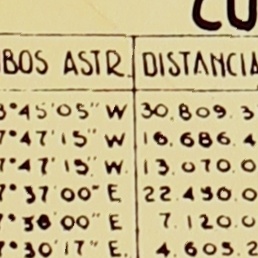 CU
BOS ASTR. DISTANCIA
3°45'05" W 30.809.3
7°47'15" W 16.686.4
7°47'15" W. 13.070.0
7°37'00" E 22.450.0
7°38'00" E 7.120.0
7°30'17" E. 4.605.2